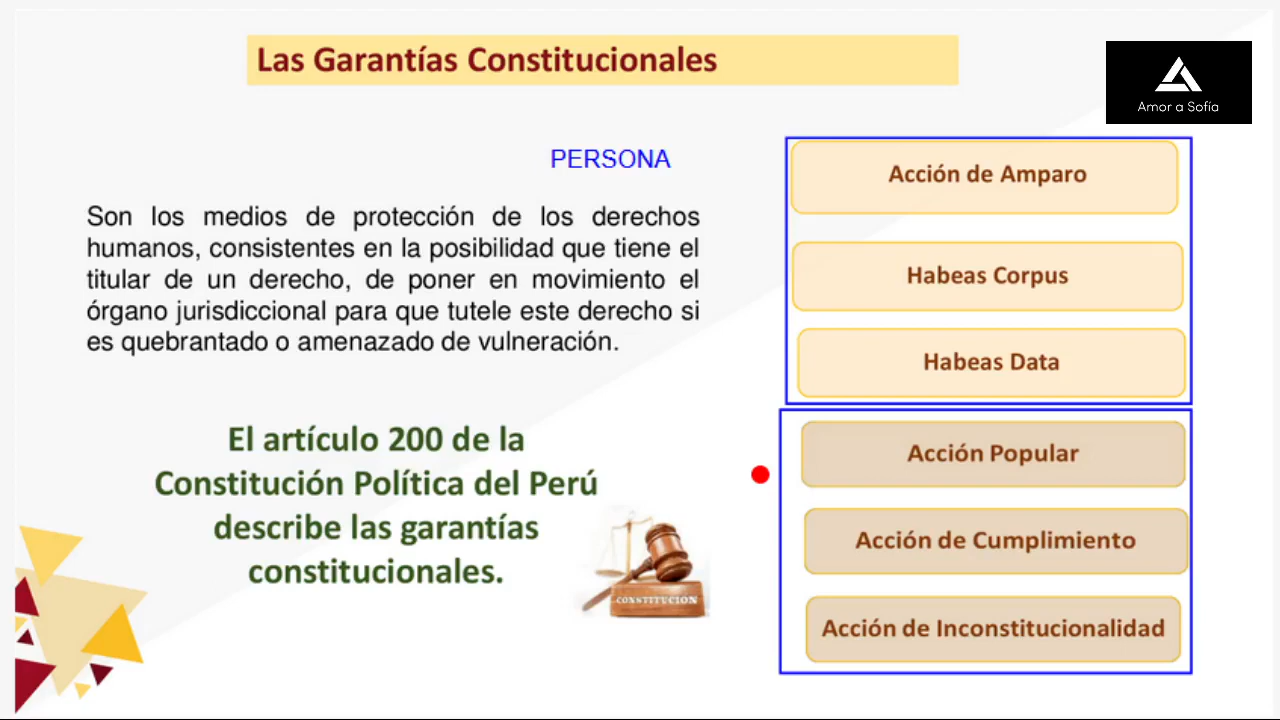 Las Garantías Constitucionales
Amor a Sofía
PERSONA
Son los medios de protección de los derechos
humanos, consistentes en la posibilidad que tiene el
titular de un derecho, de poner en movimiento el
órgano jurisdiccional para que tutele este derecho si
es quebrantado o amenazado de vulneración.
El artículo 200 de la
Constitución Política del Perú
describe las garantías
constitucionales.
CONSTITUCION
Acción de Amparo
Habeas Corpus
Habeas Data
Acción Popular
Acción de Cumplimiento
Acción de Inconstitucionalidad